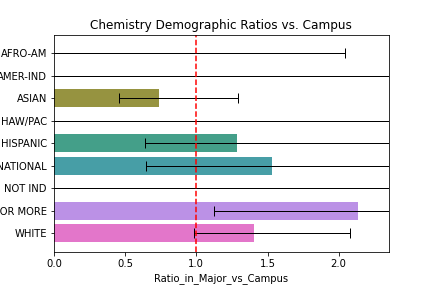 Chemistry Demographic Ratios vs. Campus
AFRO-AM
AMER-IND
ASIAN
HAW/PAC
HISPANIC
NATIONAL
NOT IND
OR MORE
WHITE
0.0 0.5 1.0 1.5 2.0
Ratio_in_Major_vs_Campus